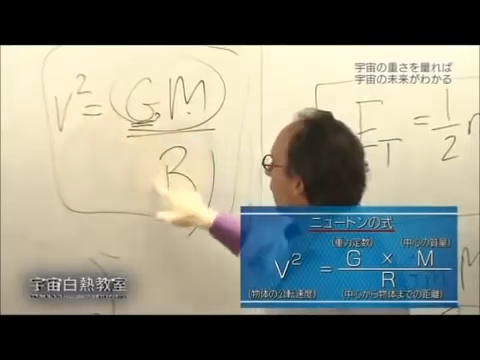 宇宙の重さを量れば
宇宙の未来がわかる
V²= G.M
R
E_T = 1/2
ニュートンの式
(重力定数) (中心の質量)
V² = G × M
R
(物体の公転速度) (中心から物体までの距離)
宇宙白熱教室